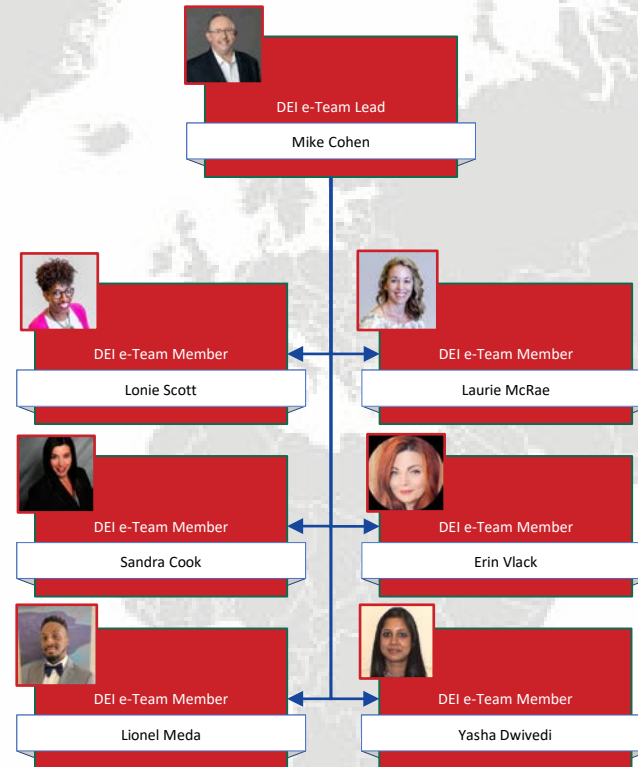 DEI e-Team Lead
Mike Cohen
DEI e-Team Member
Lonie Scott
DEI e-Team Member
Laurie McRae
DEI e-Team Member
Sandra Cook
DEI e-Team Member
Erin Vlack
DEI e-Team Member
Lionel Meda
DEI e-Team Member
Yasha Dwivedi